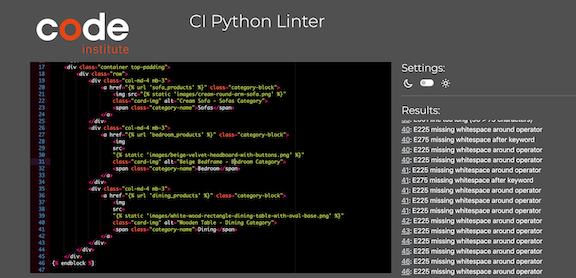 code
institute
CI Python Linter
17 <div class="container top-padding">
18 <div class="row">
19 <div class="col-md-4 mb-3">
20 <a href="{% url 'sofa_products' %}" class="category-block">
21 <img src="{% static 'images/cream-round-arm-sofa.png' %}"
22 class="card-img" alt="Cream Sofa - Sofas Category">
23 <span class="category-name">Sofas</span>
24 </a>
25 </div>
26 <div class="col-md-4 mb-3">
27 <a href="{% url 'bedroom_products' %}" class="category-block">
28 <img
29 src=
30 "{% static 'images/beige-velvet-headboard-with-buttons.png' %}"
31 class="card-img" alt="Beige Bedframe - Bedroom Category">
32 <span class="category-name">Bedroom</span>
33 </a>
34 </div>
35 <div class="col-md-4 mb-3">
36 <a href="{% url 'dining_products' %}" class="category-block">
37 <img
38 src=
39 "{% static 'images/white-wood-rectangle-dining-table-with-oval-base.png' %}"
40 class="card-img" alt="Wooden Table - Dining Category">
41 <span class="category-name">Dining</span>
42 </a>
43 </div>
44 </div>
45 </div>
46 {% endblock %}
47
Settings:
Results:
40: E225 missing whitespace around operator
40: E275 missing whitespace after keyword
40: E225 missing whitespace around operator
41: E225 missing whitespace around operator
41: E275 missing whitespace after keyword
41: E225 missing whitespace around operator
41: E225 missing whitespace around operator
41: E225 missing whitespace around operator
42: E225 missing whitespace around operator
43: E225 missing whitespace around operator
44: E225 missing whitespace around operator
45: E225 missing whitespace around operator
46: E225 missing whitespace around operator
46: E225 missing whitespace around operator